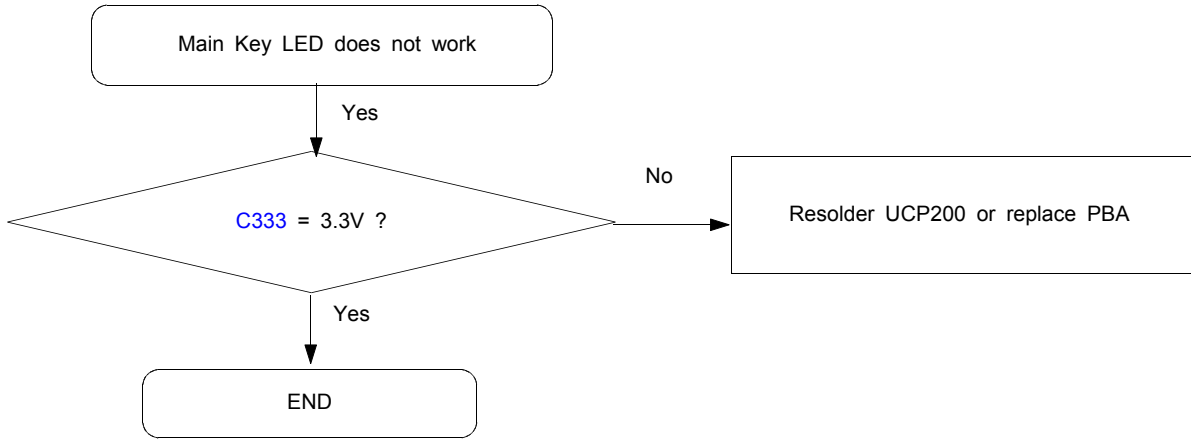 Main Key LED does not work
Yes
C333 = 3.3V ?
No
Resolder UCP200 or replace PBA
Yes
END